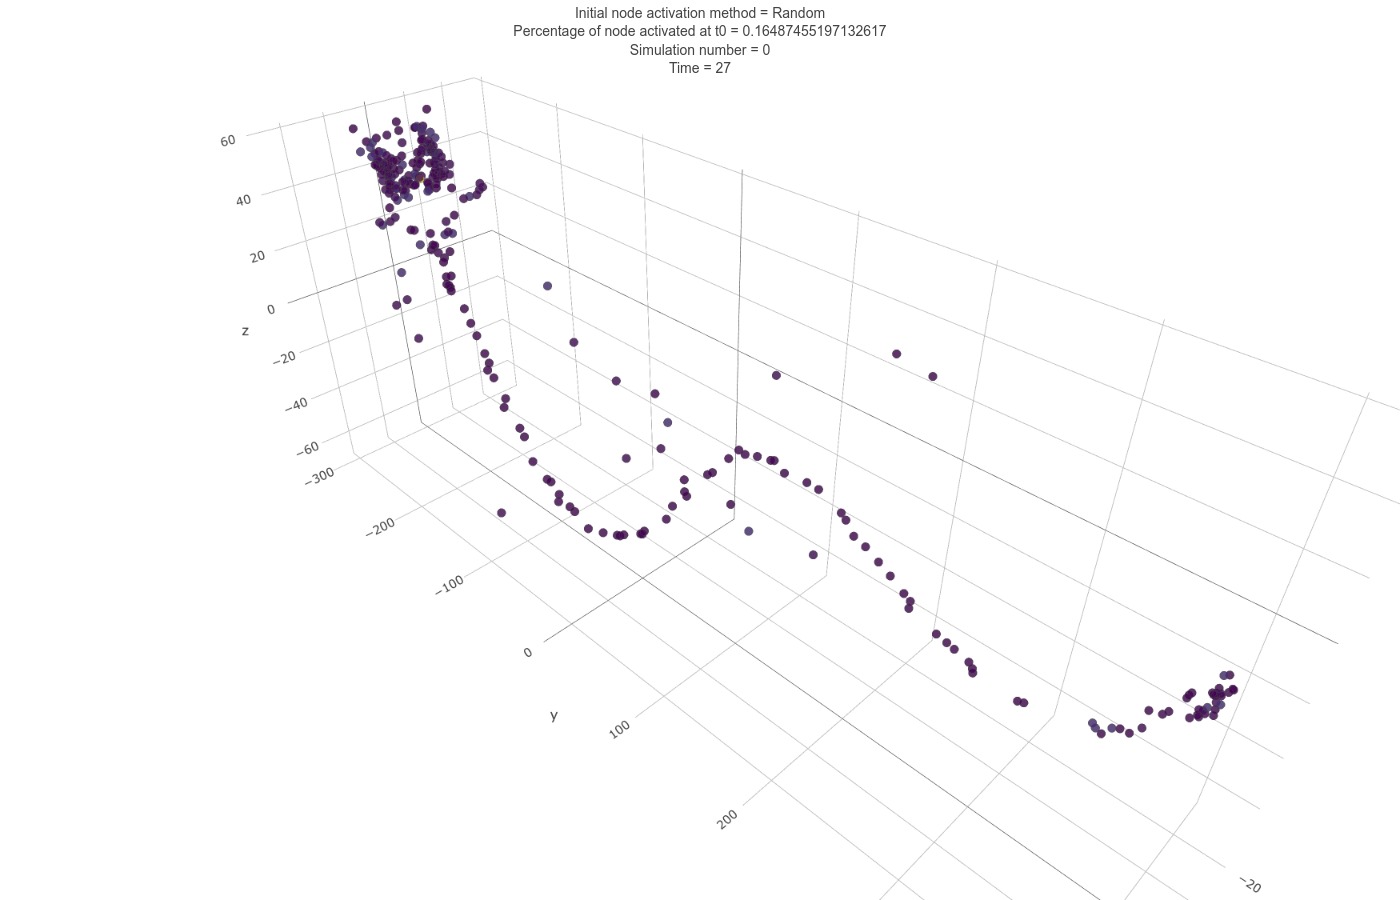 Initial node activation method = Random
Percentage of node activated at t0 = 0.16487455197132617
Simulation number = 0
Time = 27
60
40
20
0
z
−20
−40
−60
−300
−200
−100
0
y
100
200
−20